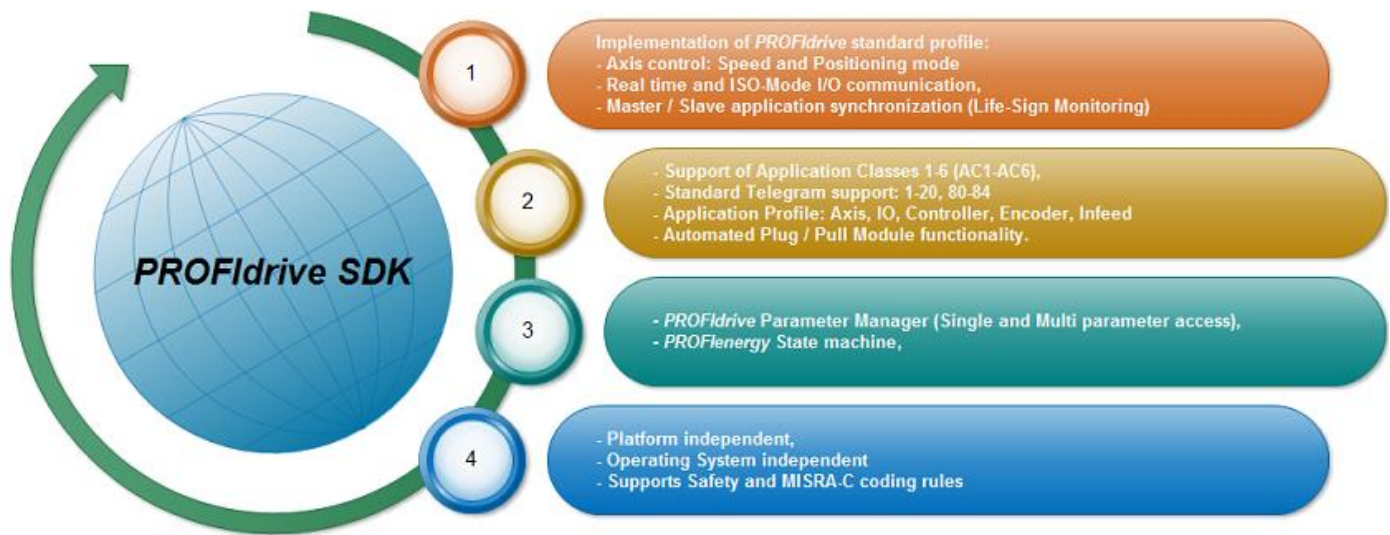 PROFIdrive SDK
1
Implementation of PROFIdrive standard profile:
- Axis control: Speed and Positioning mode
- Real time and ISO-Mode I/O communication,
- Master / Slave application synchronization (Life-Sign Monitoring)
2
- Support of Application Classes 1-6 (AC1-AC6),
- Standard Telegram support: 1-20, 80-84
- Application Profile: Axis, IO, Controller, Encoder, Infeed
- Automated Plug / Pull Module functionality.
3
- PROFIdrive Parameter Manager (Single and Multi parameter access),
- PROFIenergy State machine,
4
- Platform independent,
- Operating System independent
- Supports Safety and MISRA-C coding rules